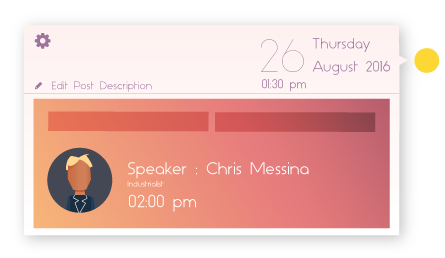 26 Thursday
August 2016
01:30 pm
Edit Post Description
Speaker : Chris Messina
Industrialist
02:00 pm